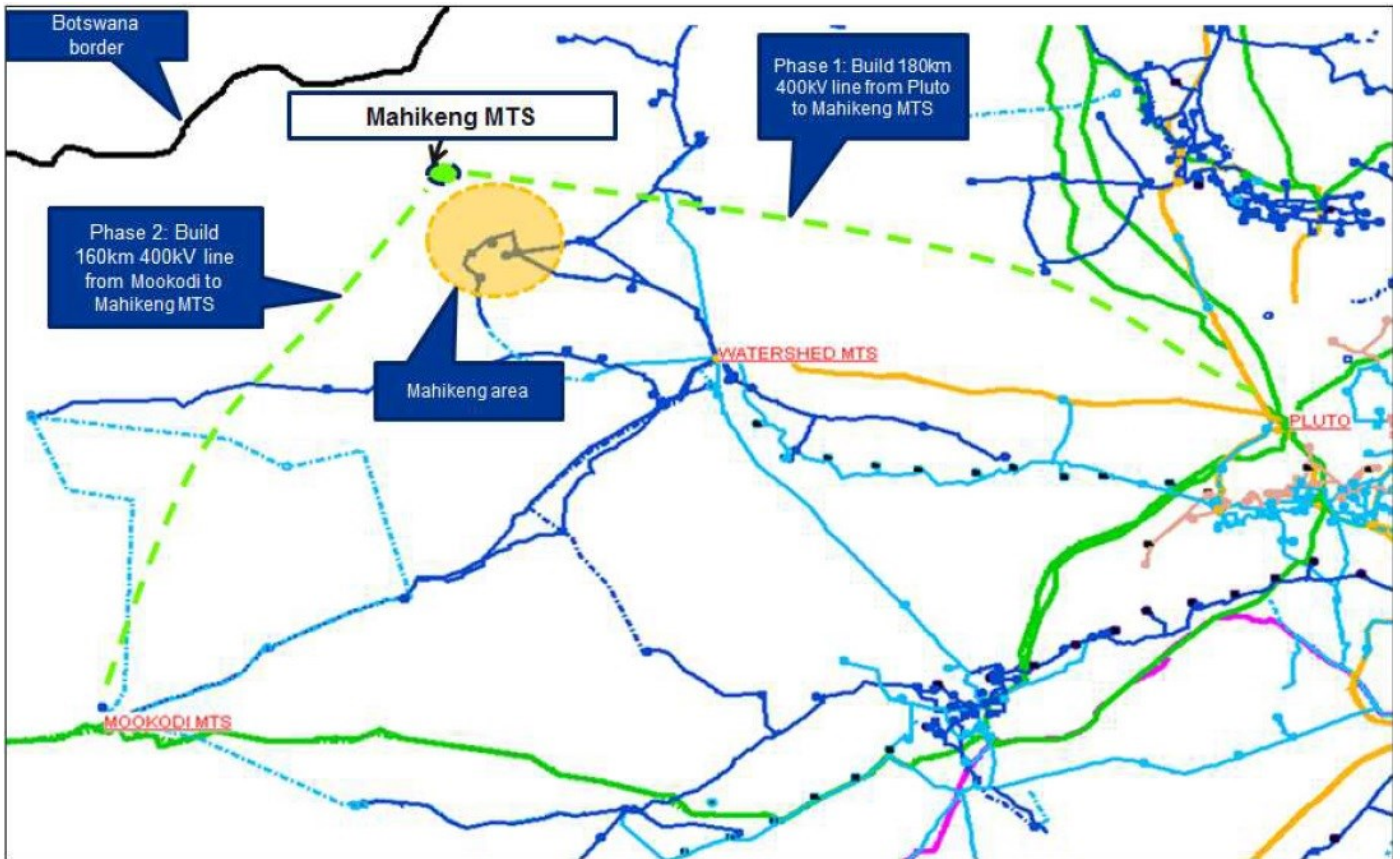 Botswana
border
Mahikeng MTS
Phase 1: Build 180km
400kV line from Pluto
to Mahikeng MTS
Phase 2: Build
160km 400kV line
from Mookodi to
Mahikeng MTS
WATERSHED MTS
Mahikeng area
PLUTO
MOOKODI MTS